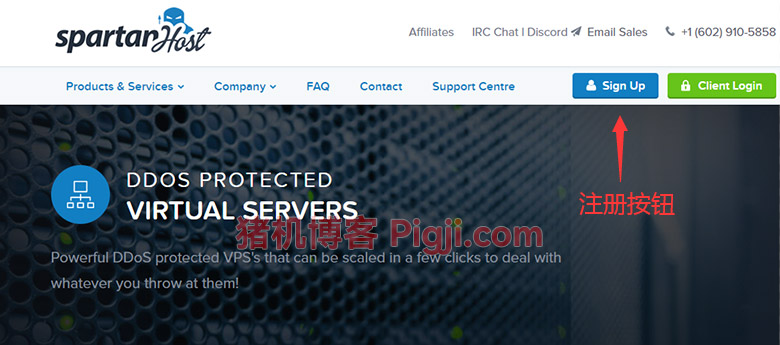 spartanHost
Affiliates IRC Chat | Discord Email Sales +1 (602) 910-5858
Products & Services Company FAQ Contact Support Centre Sign Up Client Login
注册按钮
DDOS PROTECTED
VIRTUAL SERVERS
猪机博客 Pigji.com
Powerful DDoS protected VPS's that can be scaled in a few clicks to deal with
whatever you throw at them!